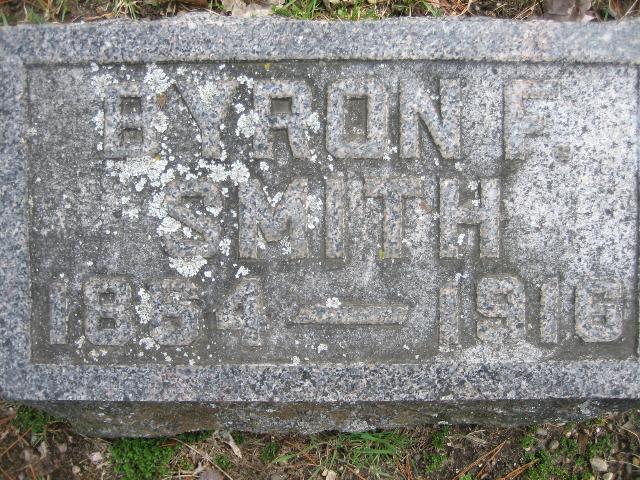 BYRON F.
SMITH
1854 — 1916